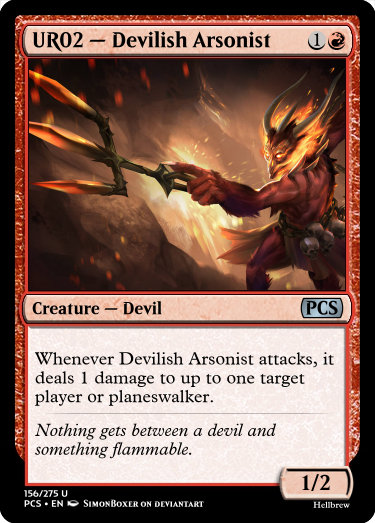 UR02 — Devilish Arsonist 1
Creature — Devil PCS
Whenever Devilish Arsonist attacks, it
deals 1 damage to up to one target
player or planeswalker.
Nothing gets between a devil and
something flammable.
1/2
156/275 U
PCS • EN SimonBoxer on deviantart
Hellbrew